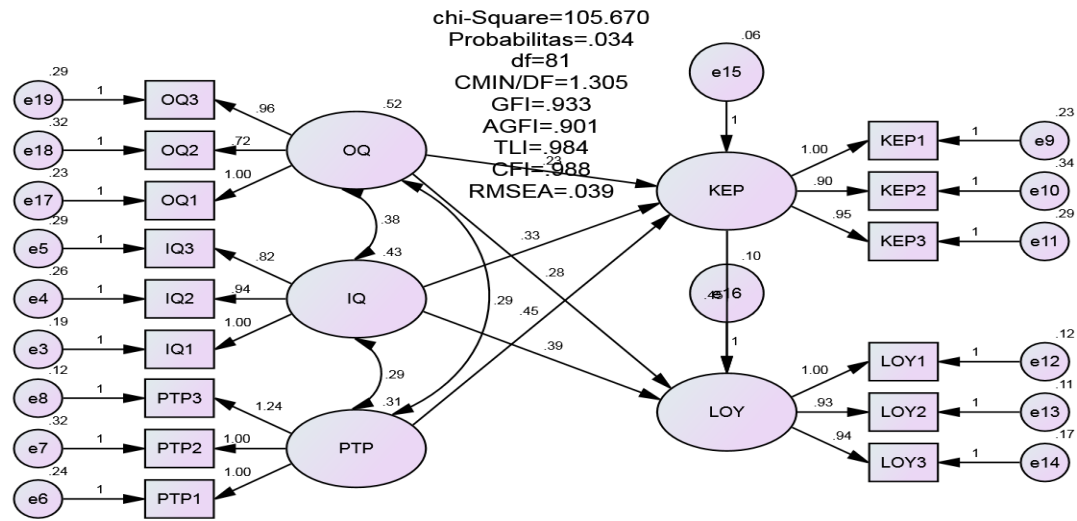 chi-Square=105.670
Probabilitas=.034
df=81
CMIN/DF=1.305
GFI=.933
AGFI=.901
TLI=.984
CFI=.988
RMSEA=.039
.29
e19 1 OQ3 .96
.32
e18 1 OQ2 .72
.23
e17 1 OQ1 1.00
.52
OQ
.29
e5 1 IQ3 .82
.26
e4 1 IQ2 .94
.19
e3 1 IQ1 1.00
.43
IQ
.12
e8 1 PTP3 1.24
.32
e7 1 PTP2 1.00
.24
e6 1 PTP1 1.00
.31
PTP
.38
.29
.29
.23
.33
.45
.28
.39
.06
e15
1
KEP
1.00 KEP1 1 e9 .23
.90 KEP2 1 e10 .34
.95 KEP3 1 e11 .29
.10
e16
.45
1
LOY
1.00 LOY1 1 e12 .12
.93 LOY2 1 e13 .11
.94 LOY3 1 e14 .17